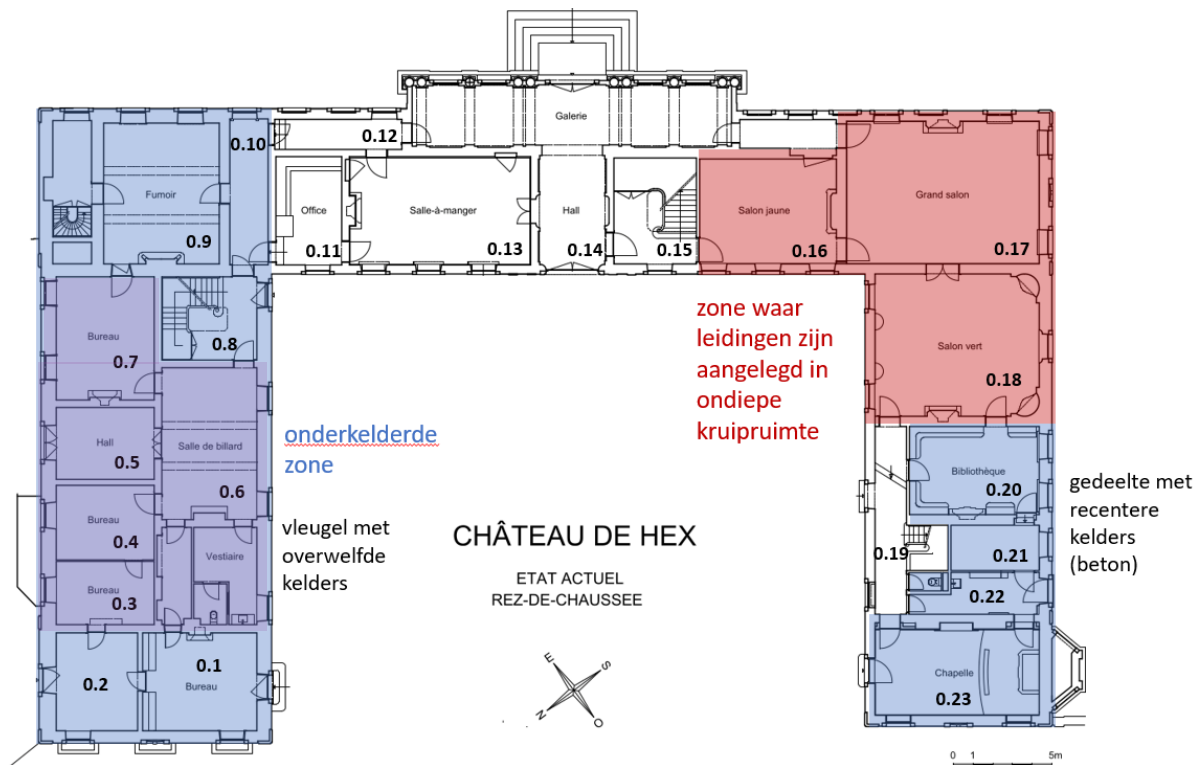 Galerie
0.12
0.10
Fumoir
0.9
Office
0.11
Salle-à-manger
0.13
Hall
0.14
0.15
Salon jaune
0.16
Grand salon
0.17
Bureau
0.7
0.8
Salon vert
0.18
zone waar
leidingen zijn
aangelegd in
ondiepe
kruipruimte
Hall
0.5
Salle de billard
0.6
onderkelderde
zone
Bibliothèque
0.20
gedeelte met
recentere
kelders
(beton)
Bureau
0.4
Vestiaire
vleugel met
overwelfde
kelders
CHÂTEAU DE HEX
ETAT ACTUEL
REZ-DE-CHAUSSEE
0.19
0.21
0.22
Bureau
0.3
0.2
0.1
Bureau
E
S
N
O
Chapelle
0.23
0 1 5m